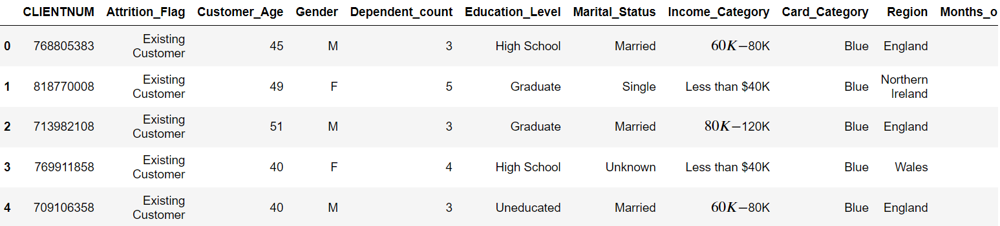 CLIENTNUM Attrition_Flag Customer_Age Gender Dependent_count Education_Level Marital_Status Income_Category Card_Category Region Months_o
0 768805383 Existing Customer 45 M 3 High School Married 60K−80K Blue England
1 818770008 Existing Customer 49 F 5 Graduate Single Less than $40K Blue Northern Ireland
2 713982108 Existing Customer 51 M 3 Graduate Married 80K−120K Blue England
3 769911858 Existing Customer 40 F 4 High School Unknown Less than $40K Blue Wales
4 709106358 Existing Customer 40 M 3 Uneducated Married 60K−80K Blue England